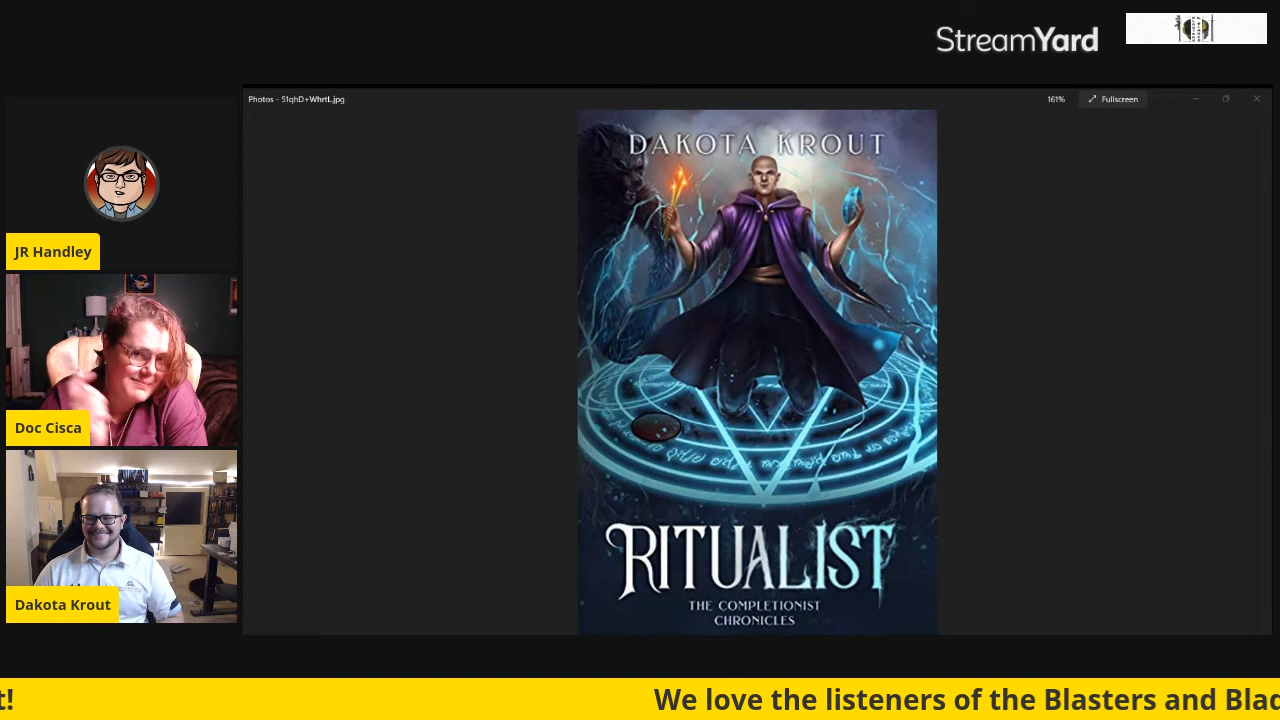 StreamYard
Photos - 51qhD+WhrtL.jpg
161%
Fullscreen
DAKOTA KROUT
JR Handley
Doc Cisca
Dakota Krout
RITUALIST
THE COMPLETIONIST
CHRONICLES
t!
We love the listeners of the Blasters and Blad